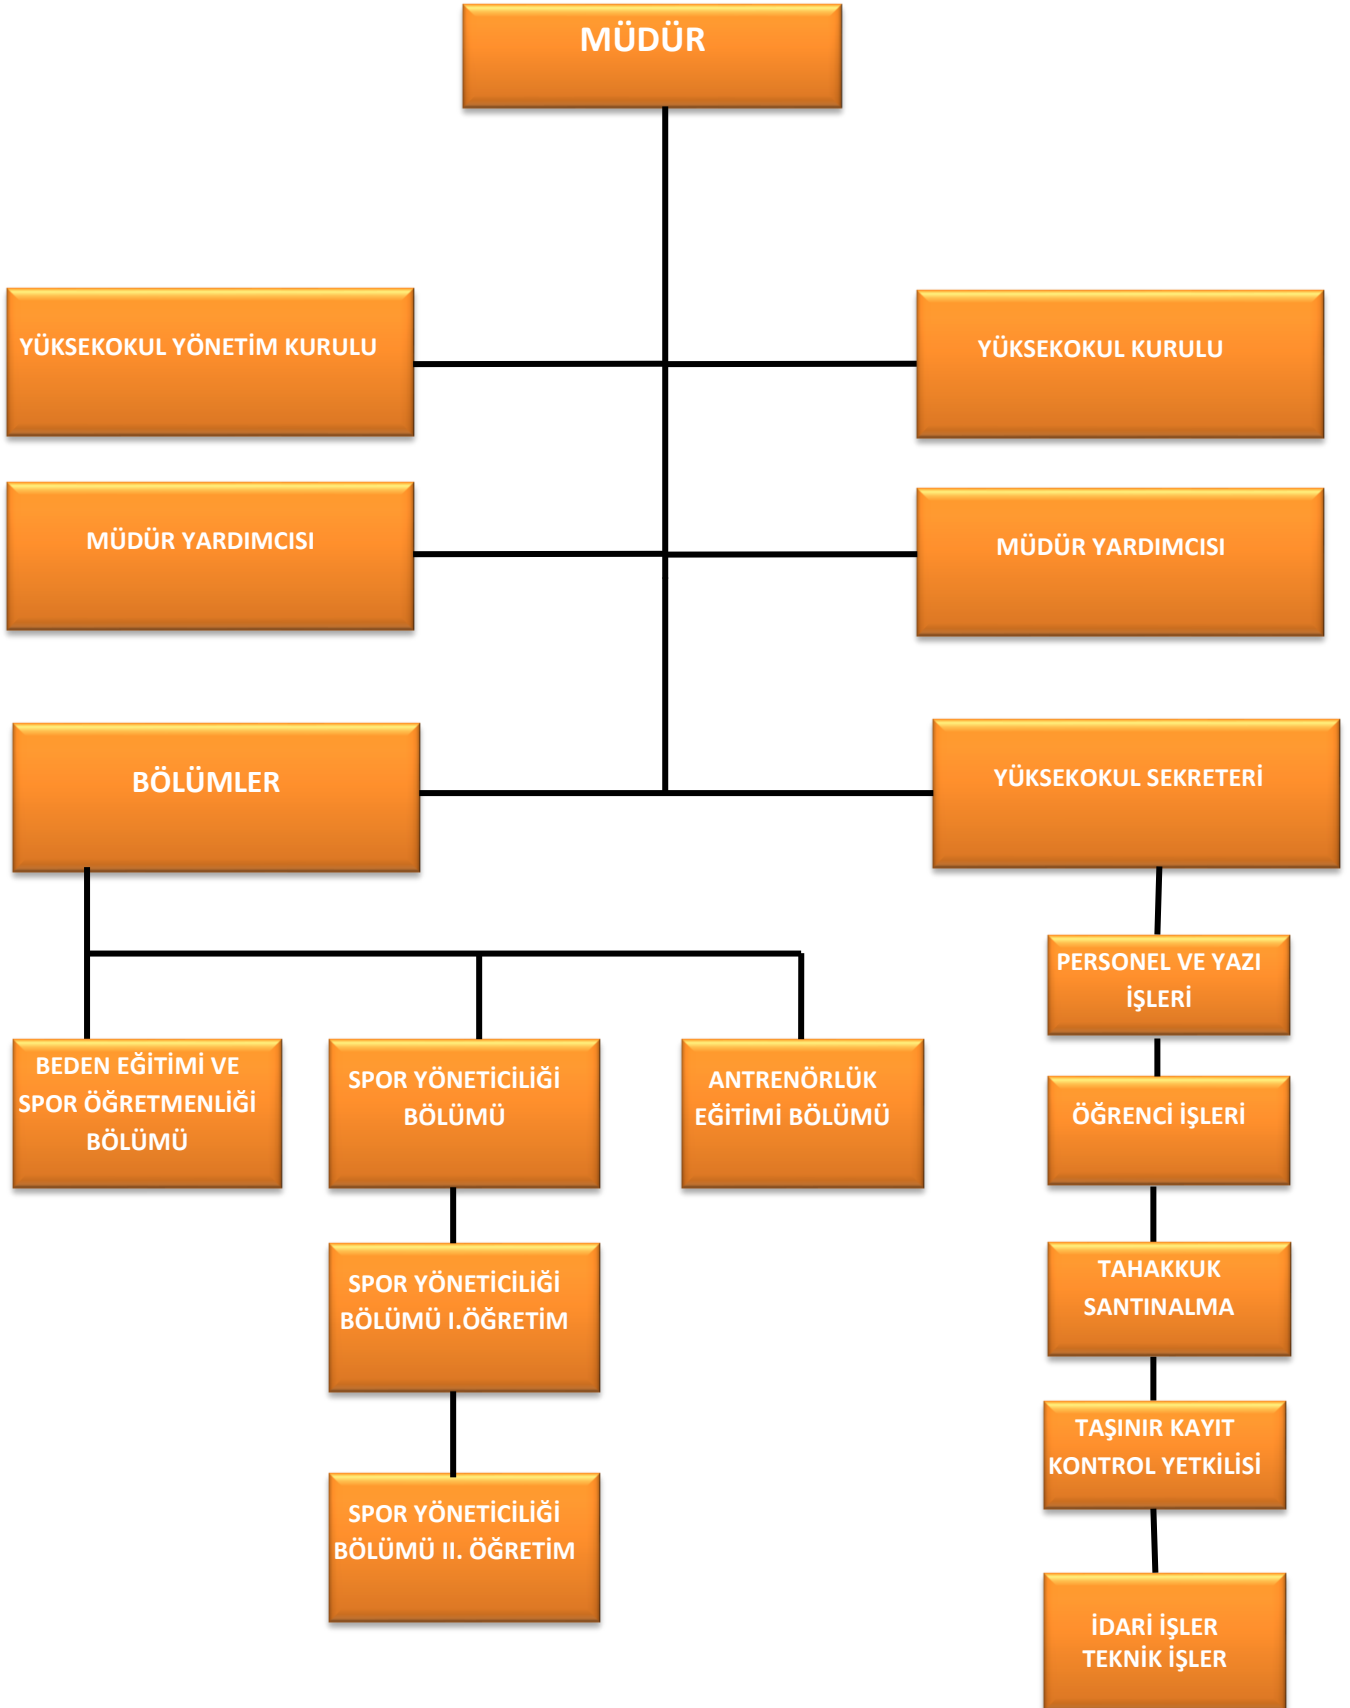 MÜDÜR
YÜKSEKOKUL YÖNETİM KURULU
YÜKSEKOKUL KURULU
MÜDÜR YARDIMCISI
MÜDÜR YARDIMCISI
BÖLÜMLER
YÜKSEKOKUL SEKRETERİ
PERSONEL VE YAZI
İŞLERİ
BEDEN EĞİTİMİ VE
SPOR ÖĞRETMENLİĞİ
BÖLÜMÜ
SPOR YÖNETİCİLİĞİ
BÖLÜMÜ
ANTRENÖRLÜK
EĞİTİMİ BÖLÜMÜ
ÖĞRENCİ İŞLERİ
SPOR YÖNETİCİLİĞİ
BÖLÜMÜ I.ÖĞRETİM
TAHAKKUK
SANTINALMA
TAŞINIR KAYIT
KONTROL YETKİLİSİ
SPOR YÖNETİCİLİĞİ
BÖLÜMÜ II. ÖĞRETİM
İDARİ İŞLER
TEKNİK İŞLER